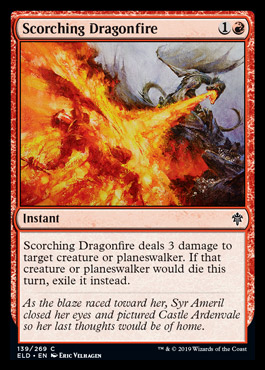 Scorching Dragonfire 1
Instant
Scorching Dragonfire deals 3 damage to
target creature or planeswalker. If that
creature or planeswalker would die this
turn, exile it instead.
As the blaze raced toward her, Syr Ameril
closed her eyes and pictured Castle Ardenvale
so her last thoughts would be of home.
139/269 C
ELD • EN Eric Velhagen
™ & © 2019 Wizards of the Coast